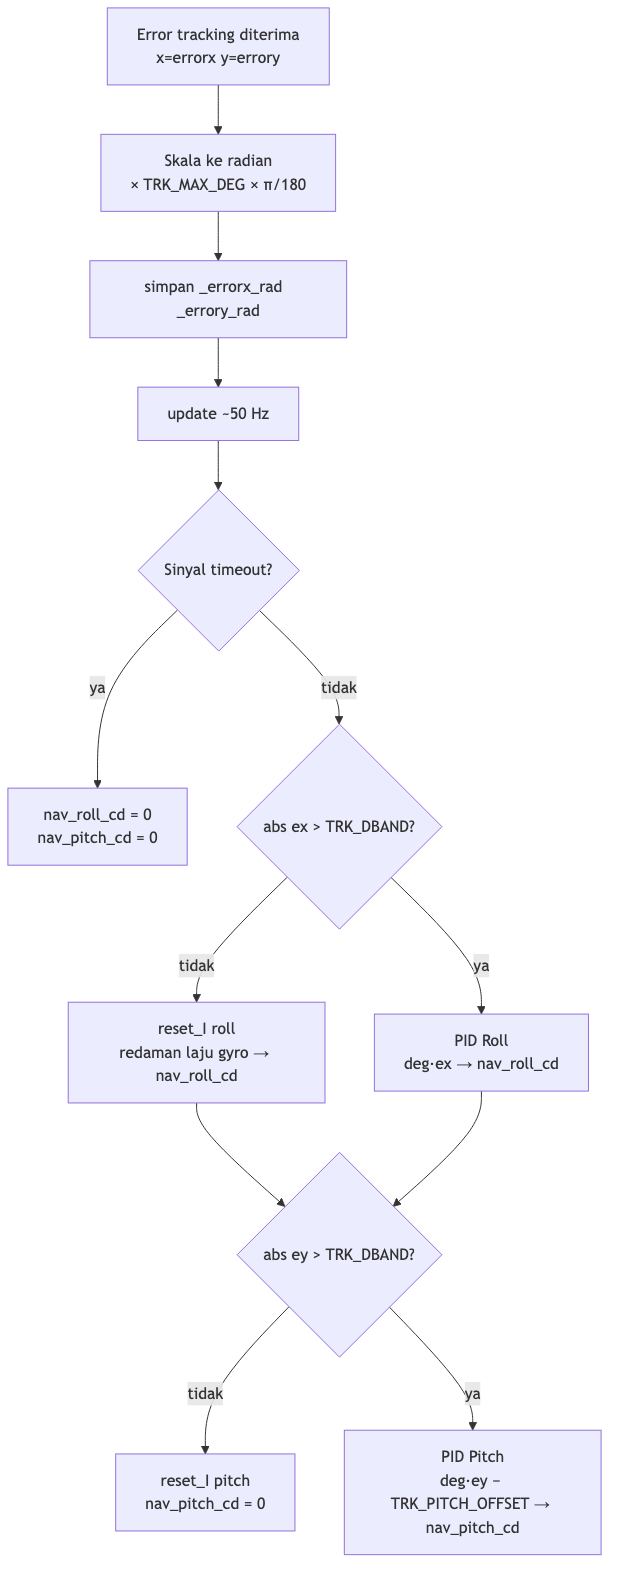 Error tracking diterima
x=errorx y=errory
Skala ke radian
× TRK_MAX_DEG × π/180
simpan _errorx_rad
_errory_rad
update ~50 Hz
Sinyal timeout?
ya
tidak
nav_roll_cd = 0
nav_pitch_cd = 0
abs ex > TRK_DBAND?
tidak
ya
reset_I roll
redaman laju gyro →
nav_roll_cd
PID Roll
deg·ex → nav_roll_cd
abs ey > TRK_DBAND?
tidak
ya
reset_I pitch
nav_pitch_cd = 0
PID Pitch
deg·ey −
TRK_PITCH_OFFSET →
nav_pitch_cd